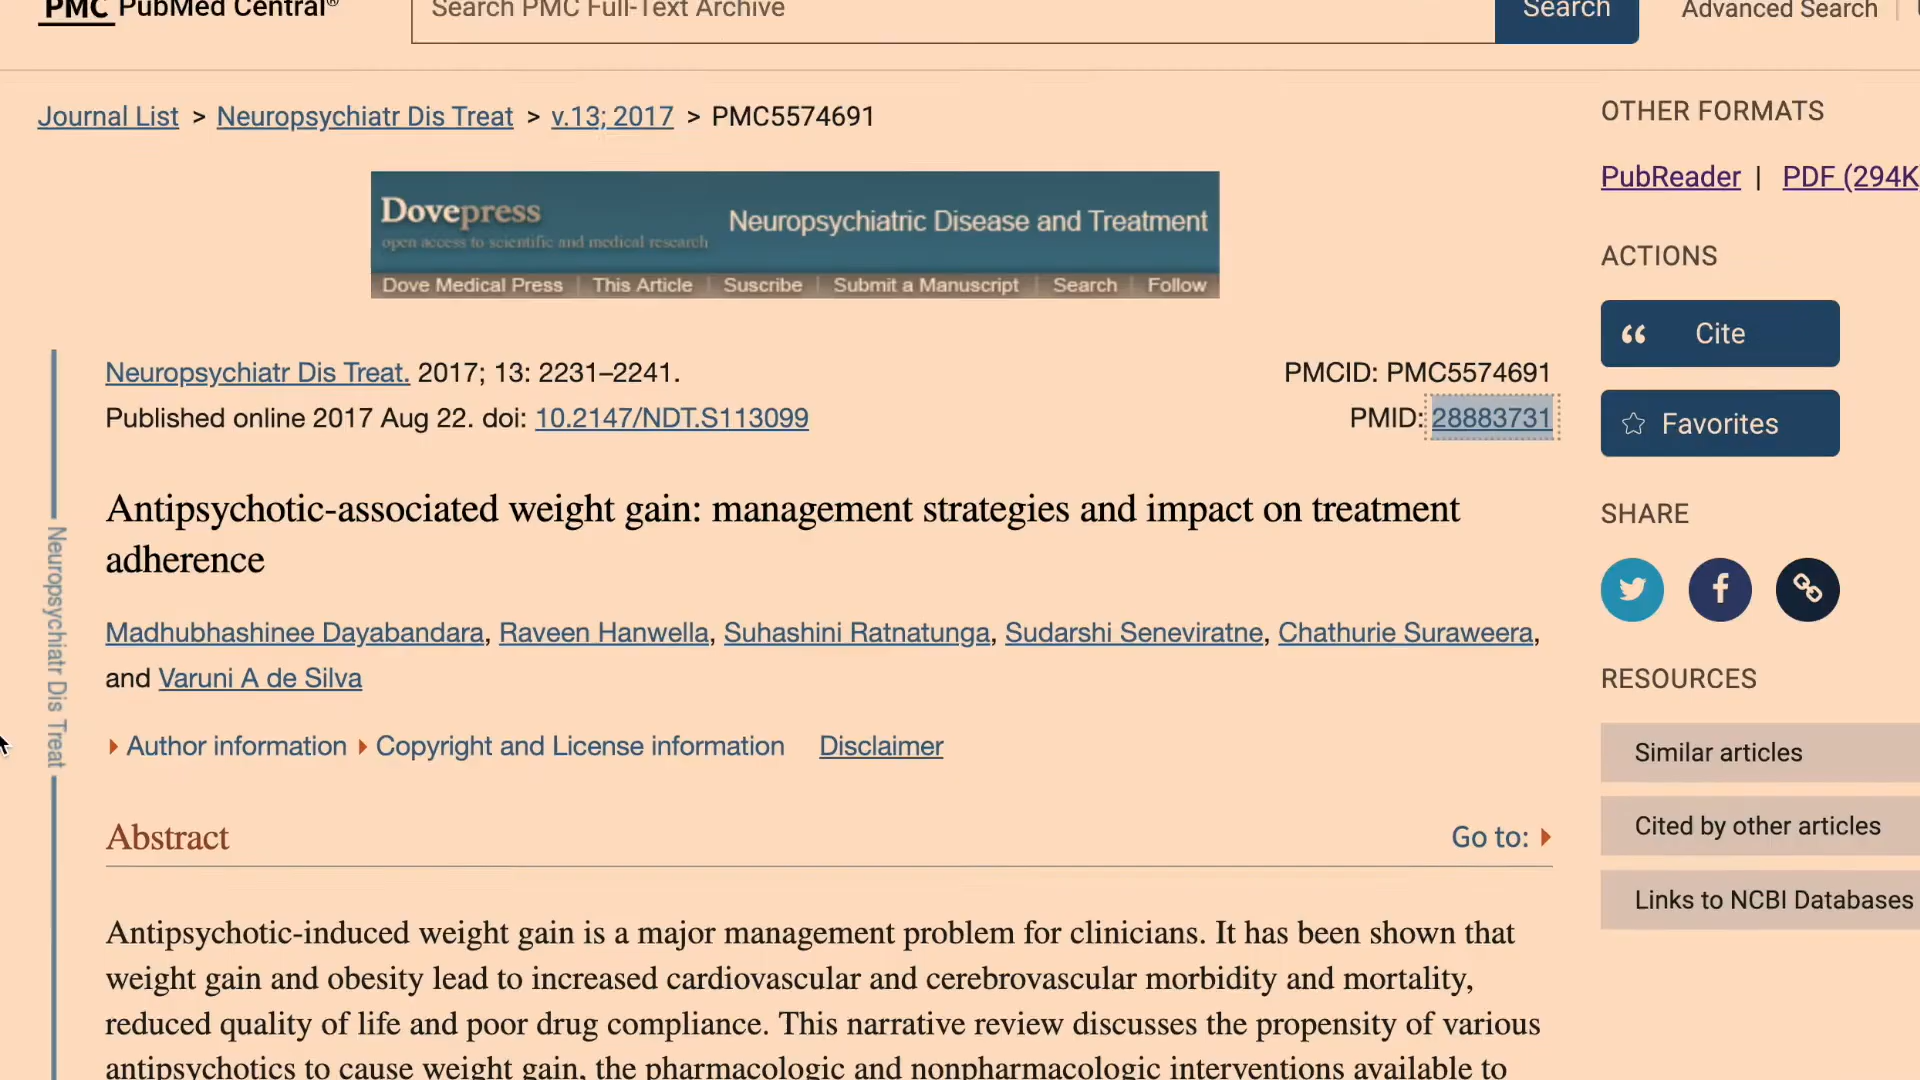 PMC PubMed Central®
Search PMC Full-Text Archive
Search
Advanced Search
Journal List > Neuropsychiatr Dis Treat > v.13; 2017 > PMC5574691
Dovepress
open access to scientific and medical research
Neuropsychiatric Disease and Treatment
Dove Medical Press | This Article | Suscribe | Submit a Manuscript | Search | Follow
Neuropsychiatr Dis Treat. 2017; 13: 2231–2241.
PMCID: PMC5574691
Published online 2017 Aug 22. doi: 10.2147/NDT.S113099
PMID: 28883731
Neuropsychiatr Dis Treat
Antipsychotic-associated weight gain: management strategies and impact on treatment
adherence
Madhubhashinee Dayabandara, Raveen Hanwella, Suhashini Ratnatunga, Sudarshi Seneviratne, Chathurie Suraweera,
and Varuni A de Silva
Author information Copyright and License information Disclaimer
Abstract
Go to:
Antipsychotic-induced weight gain is a major management problem for clinicians. It has been shown that
weight gain and obesity lead to increased cardiovascular and cerebrovascular morbidity and mortality,
reduced quality of life and poor drug compliance. This narrative review discusses the propensity of various
antipsychotics to cause weight gain, the pharmacologic and nonpharmacologic interventions available to
OTHER FORMATS
PubReader | PDF (294K
ACTIONS
Cite
Favorites
SHARE
RESOURCES
Similar articles
Cited by other articles
Links to NCBI Databases